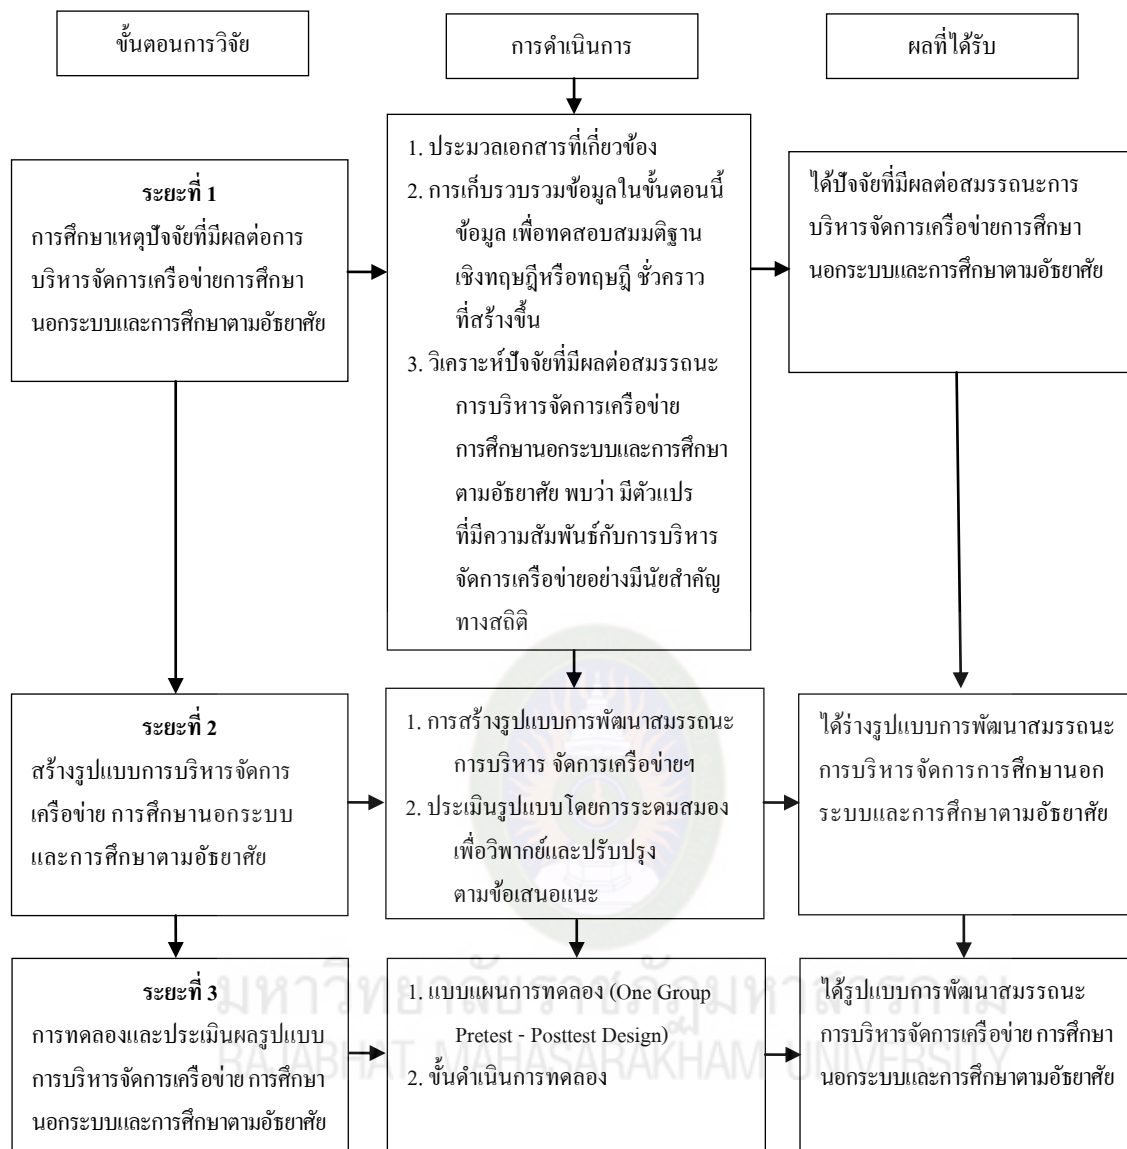 ขั้นตอนการวิจัย
การดำเนินการ
ผลที่ได้รับ
ระยะที่ 1
การศึกษาเหตุปัจจัยที่มีผลต่อการ
บริหารจัดการเครือข่ายการศึกษา
นอกระบบและการศึกษาตามอัธยาศัย
1. ประมวลเอกสารที่เกี่ยวข้อง
2. การเก็บรวบรวมข้อมูลในขั้นตอนนี้
ข้อมูล เพื่อทดสอบสมมติฐาน
เชิงทฤษฎีหรือทฤษฎี ชั่วคราว
ที่สร้างขึ้น
3. วิเคราะห์ปัจจัยที่มีผลต่อสมรรถนะ
การบริหารจัดการเครือข่าย
การศึกษานอกระบบและการศึกษา
ตามอัธยาศัย พบว่า มีตัวแปร
ที่มีความสัมพันธ์กับการบริหาร
จัดการเครือข่ายอย่างมีนัยสำคัญ
ทางสถิติ
ได้ปัจจัยที่มีผลต่อสมรรถนะการ
บริหารจัดการเครือข่ายการศึกษา
นอกระบบและการศึกษาตามอัธยาศัย
ระยะที่ 2
สร้างรูปแบบการบริหารจัดการ
เครือข่าย การศึกษานอกระบบ
และการศึกษาตามอัธยาศัย
1. การสร้างรูปแบบการพัฒนาสมรรถนะ
การบริหาร จัดการเครือข่ายฯ
2. ประเมินรูปแบบโดยการระดมสมอง
เพื่อวิพากย์และปรับปรุง
ตามข้อเสนอแนะ
ได้ร่างรูปแบบการพัฒนาสมรรถนะ
การบริหารจัดการการศึกษานอก
ระบบและการศึกษาตามอัธยาศัย
ระยะที่ 3
การทดลองและประเมินผลรูปแบบ
การบริหารจัดการเครือข่าย การศึกษา
นอกระบบและการศึกษาตามอัธยาศัย
1. แบบแผนการทดลอง (One Group
Pretest - Posttest Design)
2. ขั้นดำเนินการทดลอง
ได้รูปแบบการพัฒนาสมรรถนะ
การบริหารจัดการเครือข่าย การศึกษา
นอกระบบและการศึกษาตามอัธยาศัย
มหาวิทยาลัยราชภัฏมหาสารคาม
RAJABHAT MAHASARAKHAM UNIVERSITY